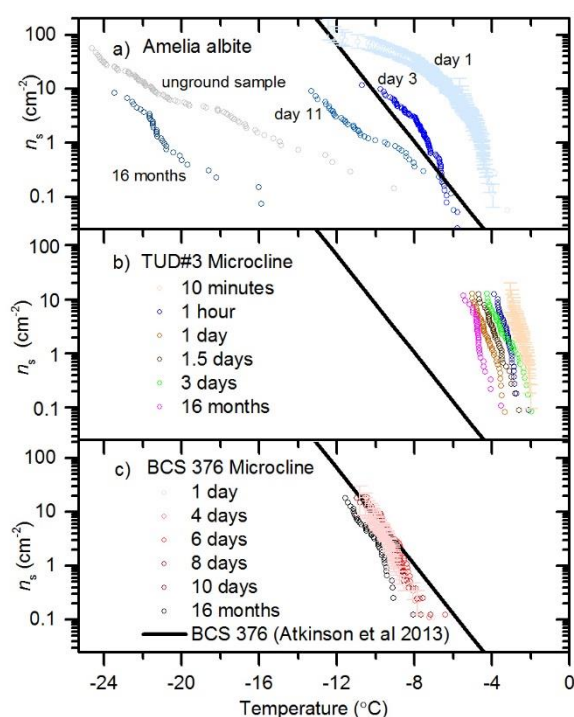 100
10
1
0.1
n_s (cm⁻²)
a) Amelia albite
day 1
unground sample
day 3
day 11
16 months
100
10
1
0.1
n_s (cm⁻²)
b) TUD#3 Microcline
10 minutes
1 hour
1 day
1.5 days
3 days
16 months
100
10
1
0.1
n_s (cm⁻²)
c) BCS 376 Microcline
1 day
4 days
6 days
8 days
10 days
16 months
BCS 376 (Atkinson et al 2013)
-24 -20 -16 -12 -8 -4 0
Temperature (°C)